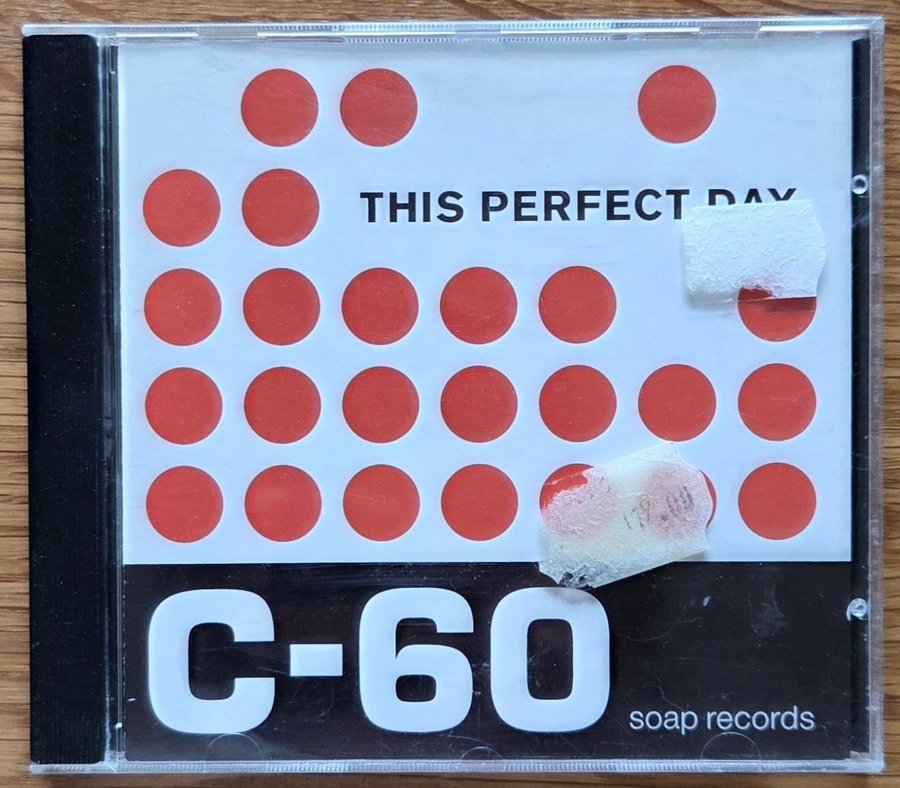 THIS PERFECT DAY
C-60
soap records